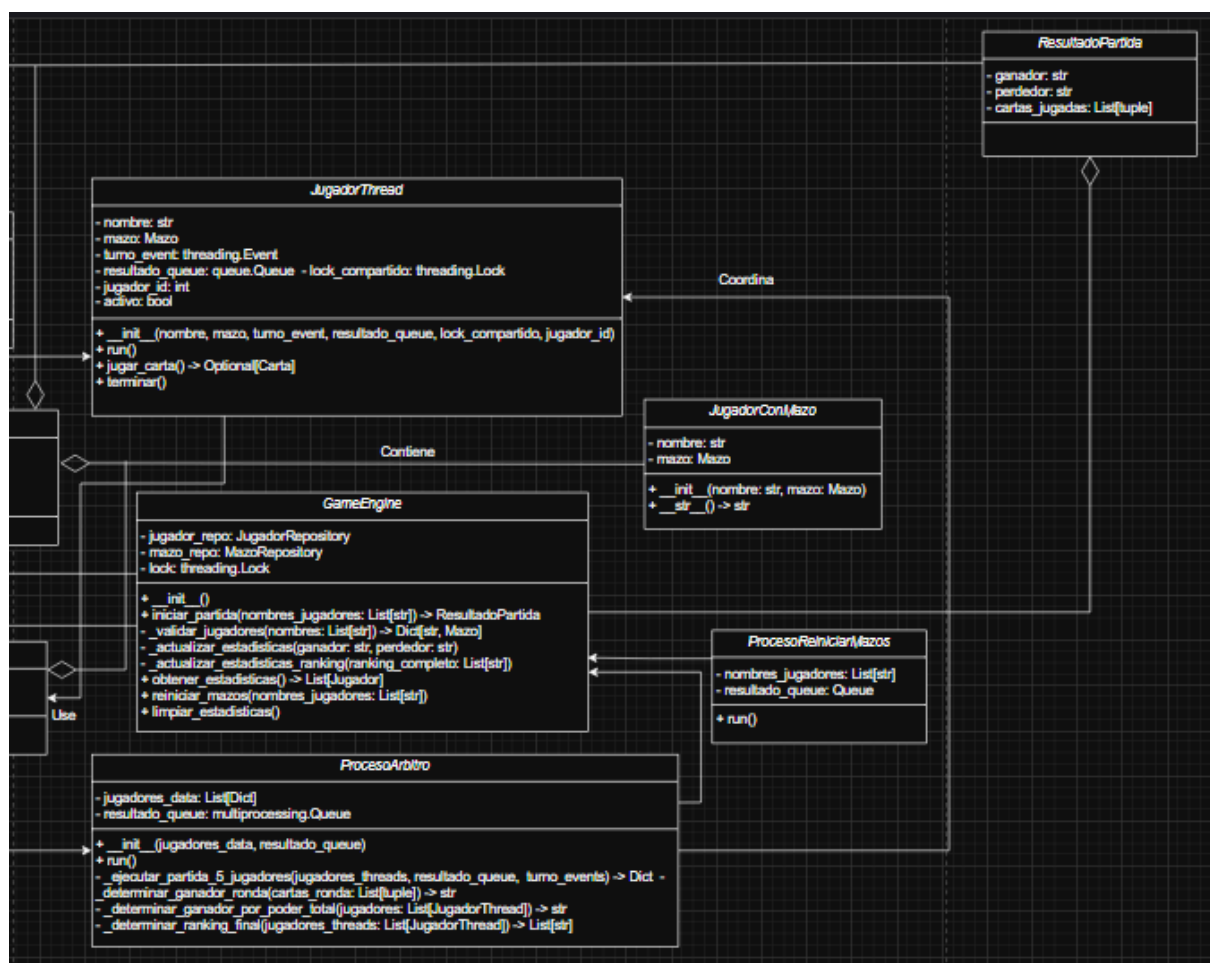 ResultadoPartida
- ganador: str
- perdedor: str
- cartas_jugadas: List[tuple]
JugadorThread
- nombre: str
- mazo: Mazo
- turno_event: threading.Event
- resultado_queue: queue.Queue - lock_compartido: threading.Lock
- jugador_id: int
- activo: bool
+ __init__(nombre, mazo, turno_event, resultado_queue, lock_compartido, jugador_id)
+ run()
+ jugar_carta() -> Optional[Carta]
+ terminar()
Coordina
JugadorConMazo
- nombre: str
- mazo: Mazo
+ __init__(nombre: str, mazo: Mazo)
+ __str__() -> str
Contiene
GameEngine
- jugador_repo: JugadorRepository
- mazo_repo: MazoRepository
- lock: threading.Lock
+ __init__()
+ iniciar_partida(nombres_jugadores: List[str]) -> ResultadoPartida
- _validar_jugadores(nombres: List[str]) -> Dict[str, Mazo]
- _actualizar_estadisticas(ganador: str, perdedor: str)
- _actualizar_estadisticas_ranking(ranking_completo: List[str])
+ obtener_estadisticas() -> List[Jugador]
+ reiniciar_mazos(nombres_jugadores: List[str])
+ limpiar_estadisticas()
ProcesoReiniciarMazos
- nombres_jugadores: List[str]
- resultado_queue: Queue
+ run()
Use
ProcesoArbitro
- jugadores_data: List[Dict]
- resultado_queue: multiprocessing.Queue
+ __init__(jugadores_data, resultado_queue)
+ run()
- _ejecutar_partida_5_jugadores(jugadores_threads, resultado_queue, turno_events) -> Dict -
_determinar_ganador_ronda(cartas_ronda: List[tuple]) -> str
- _determinar_ganador_por_poder_total(jugadores: List[JugadorThread]) -> str
- _determinar_ranking_final(jugadores_threads: List[JugadorThread]) -> List[str]